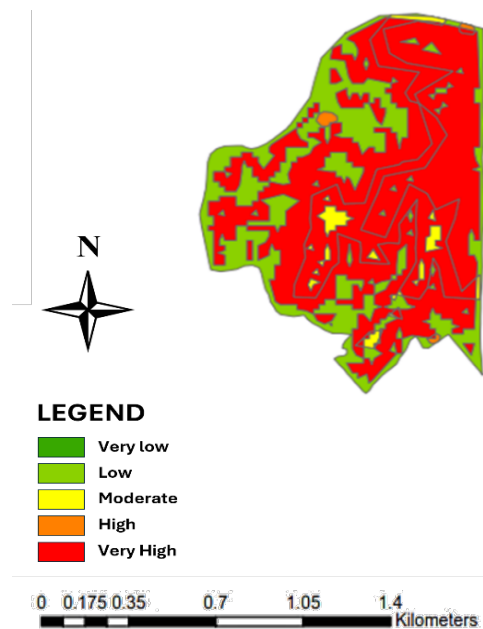 N
LEGEND
Very low
Low
Moderate
High
Very High
0 0.175 0.35 0.7 1.05 1.4
Kilometers